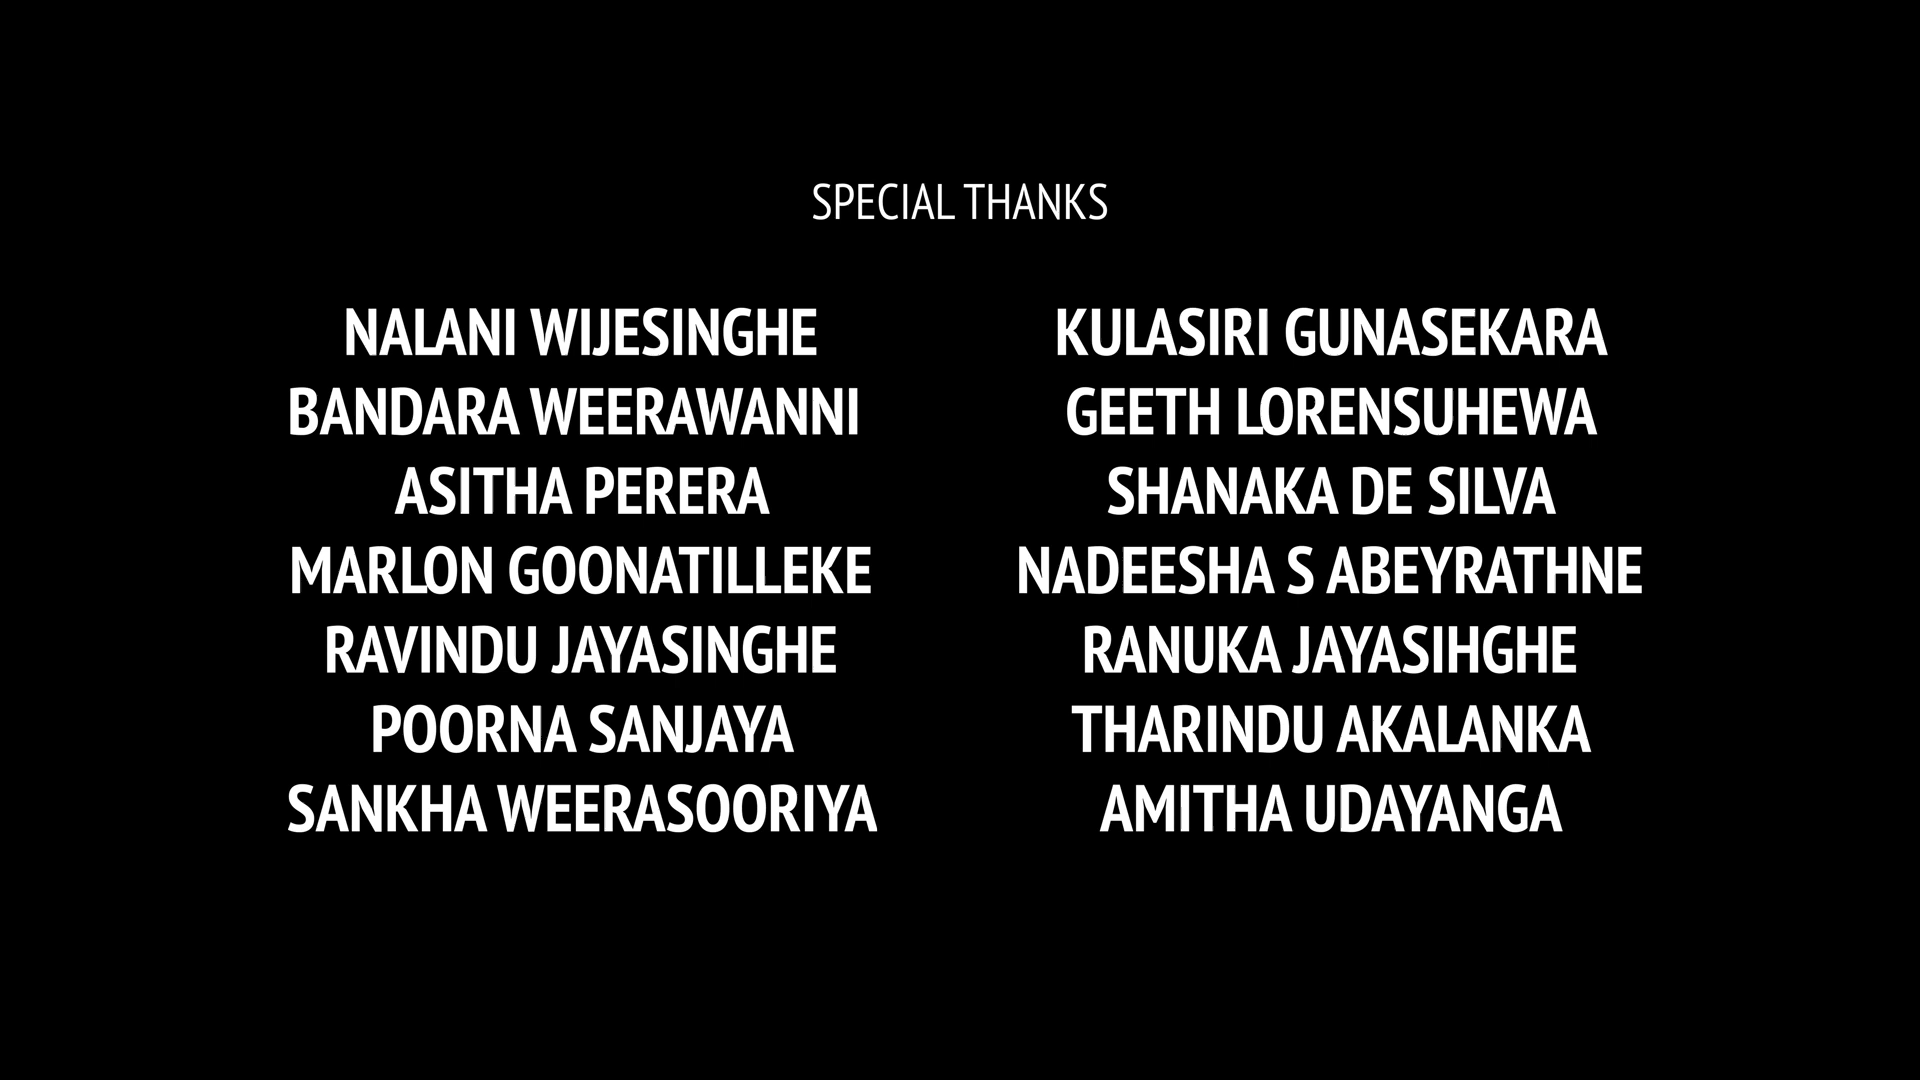 SPECIAL THANKS
NALANI WIJESINGHE
BANDARA WEERAWANNI
ASITHA PERERA
MARLON GOONATILLEKE
RAVINDU JAYASINGHE
POORNA SANJAYA
SANKHA WEERASOORIYA
KULASIRI GUNASEKARA
GEETH LORENSUHEWA
SHANAKA DE SILVA
NADEESHA S ABEYRATHNE
RANUKA JAYASIHGHE
THARINDU AKALANKA
AMITHA UDAYANGA